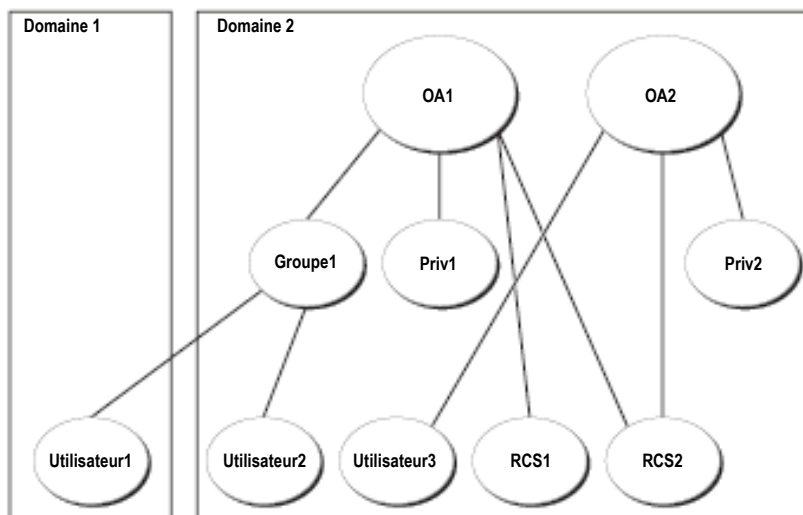 Domaine 1
Domaine 2
OA1
OA2
Groupe1
Priv1
Priv2
Utilisateur1
Utilisateur2
Utilisateur3
RCS1
RCS2